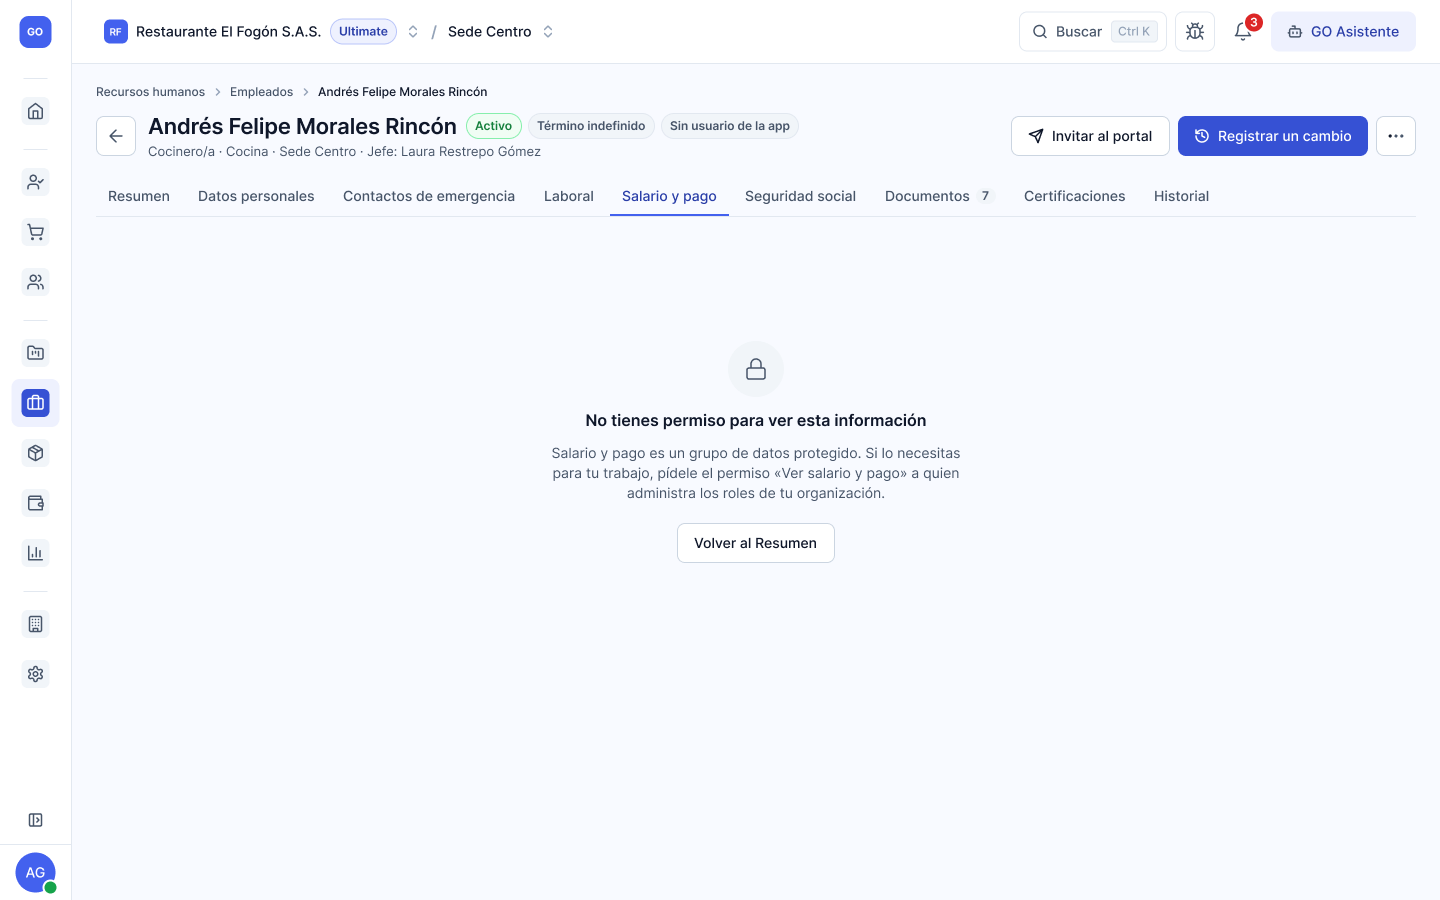 GO
RF Restaurante El Fogón S.A.S. Ultimate / Sede Centro
Buscar Ctrl K
3
GO Asistente
Recursos humanos > Empleados > Andrés Felipe Morales Rincón
Andrés Felipe Morales Rincón Activo Término indefinido Sin usuario de la app
Cocinero/a · Cocina · Sede Centro · Jefe: Laura Restrepo Gómez
Invitar al portal
Registrar un cambio
Resumen Datos personales Contactos de emergencia Laboral Salario y pago Seguridad social Documentos 7 Certificaciones Historial
No tienes permiso para ver esta información
Salario y pago es un grupo de datos protegido. Si lo necesitas
para tu trabajo, pídele el permiso «Ver salario y pago» a quien
administra los roles de tu organización.
Volver al Resumen
AG